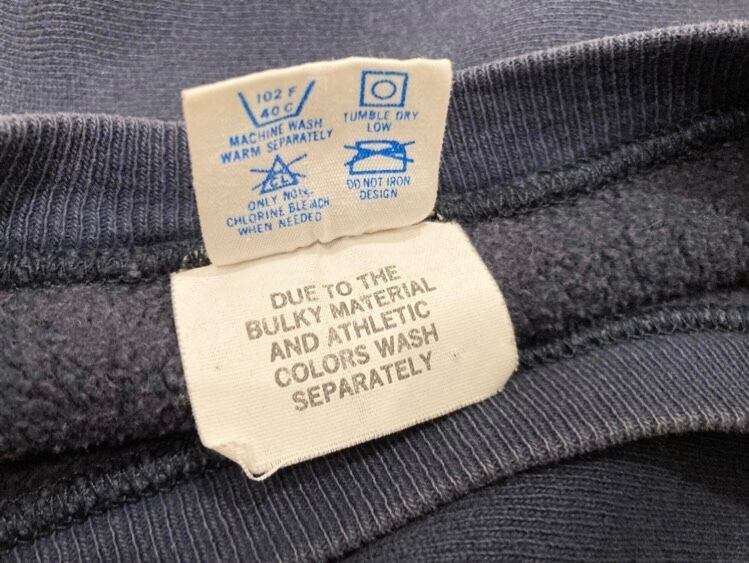 102 F
40 C
MACHINE WASH
WARM SEPARATELY
TUMBLE DRY
LOW
CL
ONLY NON-
CHLORINE BLEACH
WHEN NEEDED
DO NOT IRON
DESIGN
DUE TO THE
BULKY MATERIAL
AND ATHLETIC
COLORS WASH
SEPARATELY